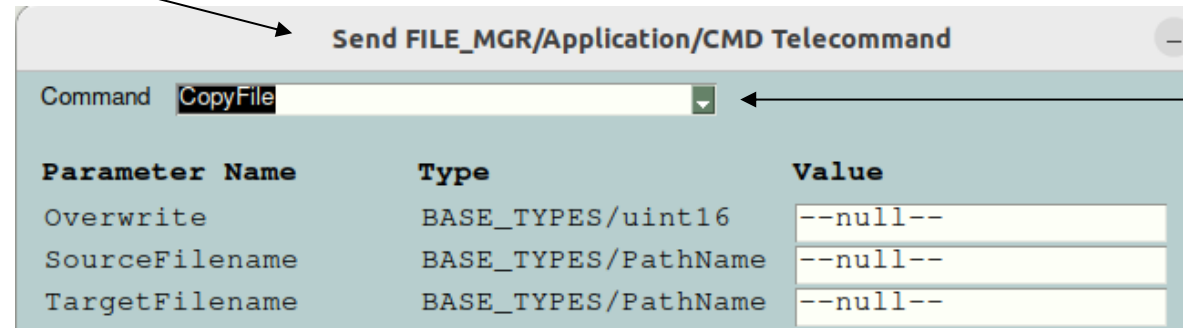 Send FILE_MGR/Application/CMD Telecommand
Command CopyFile
Parameter Name Type Value
Overwrite BASE_TYPES/uint16 --null--
SourceFilename BASE_TYPES/PathName --null--
TargetFilename BASE_TYPES/PathName --null--